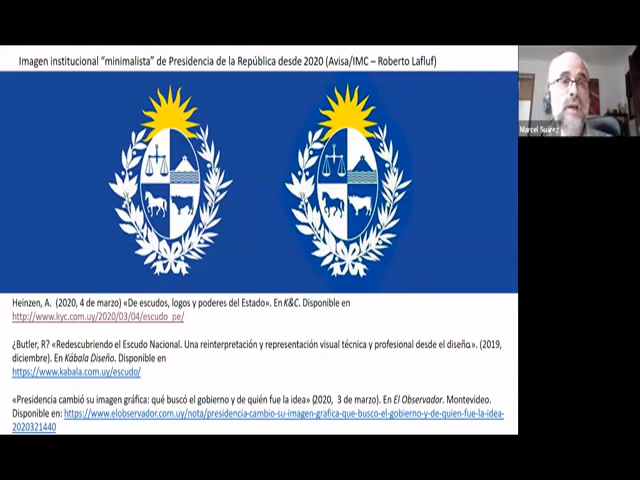 Imagen institucional “minimalista” de Presidencia de la República desde 2020 (Avisa/IMC – Roberto Lafluf)
Marcel Suárez
Heinzen, A. (2020, 4 de marzo) «De escudos, logos y poderes del Estado». En K&C. Disponible en
http://www.kyc.com.uy/2020/03/04/escudo_pe/
¿Butler, R? «Redescubriendo el Escudo Nacional. Una reinterpretación y representación visual técnica y profesional desde el diseño». (2019,
diciembre). En Kábala Diseño. Disponible en
https://www.kabala.com.uy/escudo/
«Presidencia cambió su imagen gráfica: qué buscó el gobierno y de quién fue la idea» (2020, 3 de marzo). En El Observador. Montevideo.
Disponible en: https://www.elobservador.com.uy/nota/presidencia-cambio-su-imagen-grafica-que-busco-el-gobierno-y-de-quien-fue-la-idea-
2020321440